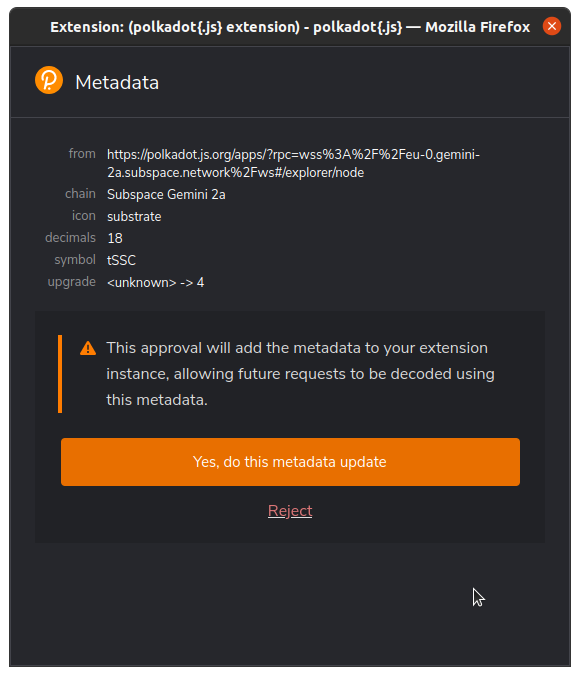 Extension: (polkadot{.js} extension) - polkadot{.js} — Mozilla Firefox
Metadata
from https://polkadot.js.org/apps/?rpc=wss%3A%2F%2Feu-0.gemini-
2a.subspace.network%2Fws#/explorer/node
chain Subspace Gemini 2a
icon substrate
decimals 18
symbol tSSC
upgrade <unknown> -> 4
This approval will add the metadata to your extension
instance, allowing future requests to be decoded using
this metadata.
Yes, do this metadata update
Reject